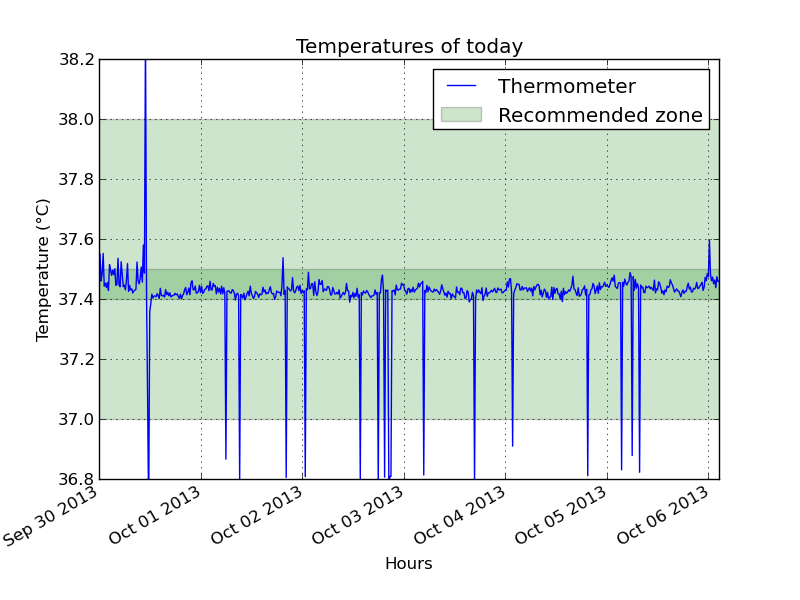 Temperatures of today
Thermometer
Recommended zone
Temperature (°C)
38.2
38.0
37.8
37.6
37.4
37.2
37.0
36.8
Sep 30 2013
Oct 01 2013
Oct 02 2013
Oct 03 2013
Oct 04 2013
Oct 05 2013
Oct 06 2013
Hours